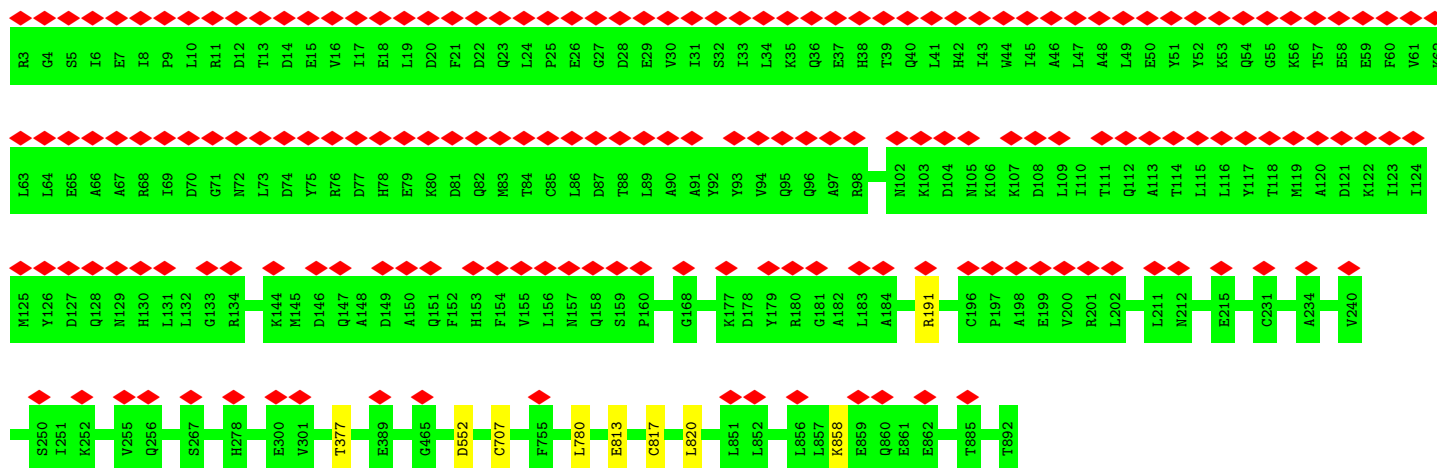 R3 G4 S5 I6 E7 I8 P9 L10 R11 D12 T13 D14 E15 V16 I17 E18 L19 D20 F21 D22 Q23 L24 P25 E26 G27 D28 E29 V30 I31 S32 I33 L34 K35 Q36 E37 H38 T39 Q40 L41 H42 I43 W44 I45 A46 L47 A48 L49 E50 Y51 Y52 K53 Q54 G55 K56 T57 E58 E59 F60 V61 K62
L63 L64 E65 A66 A67 R68 I69 D70 G71 N72 L73 D74 Y75 R76 D77 H78 E79 K80 D81 Q82 M83 T84 C85 L86 D87 T88 L89 A90 A91 Y92 Y93 V94 Q95 Q96 A97 R98 N102 K103 D104 N105 K106 K107 D108 L109 I110 T111 Q112 A113 T114 L115 L116 Y117 T118 M119 A120 D121 K122 I123 I124
M125 Y126 D127 Q128 N129 H130 L131 L132 G133 R134 K144 M145 D146 Q147 A148 D149 A150 Q151 F152 H153 F154 V155 L156 N157 Q158 S159 P160 G168 K177 D178 Y179 R180 G181 A182 L183 A184 R191 C196 P197 A198 E199 V200 R201 L202 L211 N212 E215 C231 A234 V240
S250 I251 K252 V255 Q256 S267 H278 E300 V301 T377 E389 G465 D552 C707 F755 L780 E813 C817 L820 L851 L852 L856 L857 K858 E859 Q860 E861 E862 T885 T892